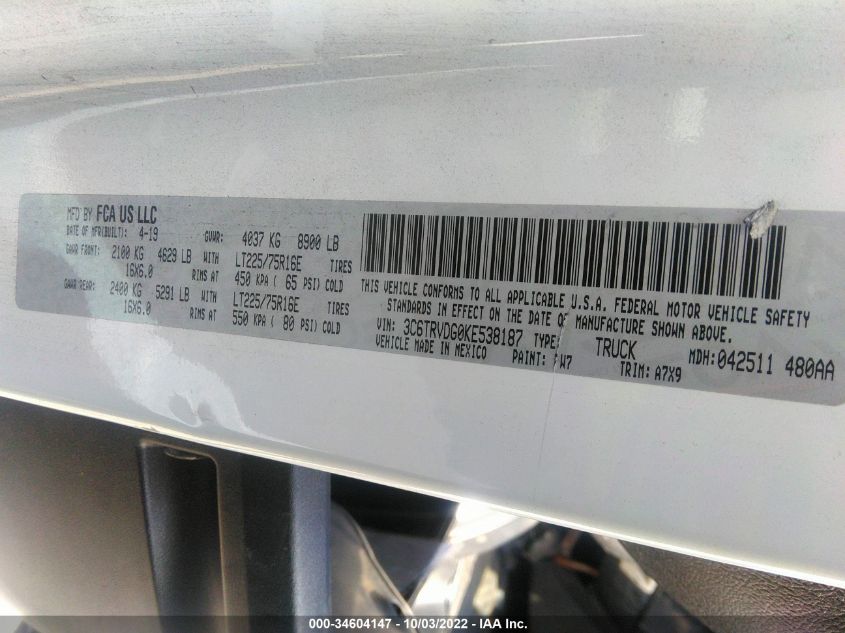 MFD BY FCA US LLC
DATE OF MFR(BUILT): 4-19 GVWR: 4037 KG 8900 LB
GAWR FRONT: 2100 KG 4629 LB WITH LT225/75R16E TIRES
16X6.0 RIMS AT 450 KPA ( 65 PSI) COLD
GAWR REAR: 2400 KG 5291 LB WITH LT225/75R16E TIRES
16X6.0 RIMS AT 550 KPA ( 80 PSI) COLD
THIS VEHICLE CONFORMS TO ALL APPLICABLE U.S.A. FEDERAL MOTOR VEHICLE SAFETY
STANDARDS IN EFFECT ON THE DATE OF MANUFACTURE SHOWN ABOVE.
VIN: 3C6TRVDG0KE538187 TYPE: TRUCK MDH:042511 480AA
VEHICLE MADE IN MEXICO PAINT: W7 TRIM: A7X9
000-34604147 - 10/03/2022 - IAA Inc.